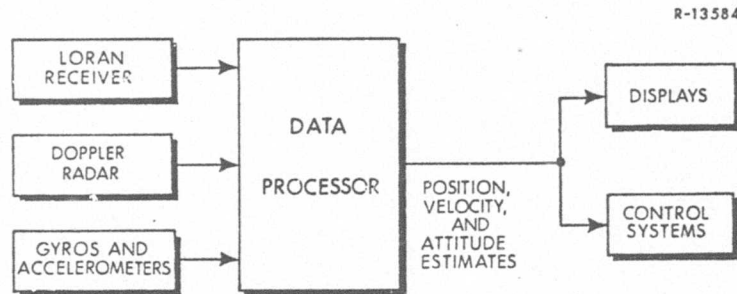 R-13584
LORAN
RECEIVER
DOPPLER
RADAR
GYROS AND
ACCELEROMETERS
DATA
PROCESSOR
POSITION,
VELOCITY,
AND
ATTITUDE
ESTIMATES
DISPLAYS
CONTROL
SYSTEMS